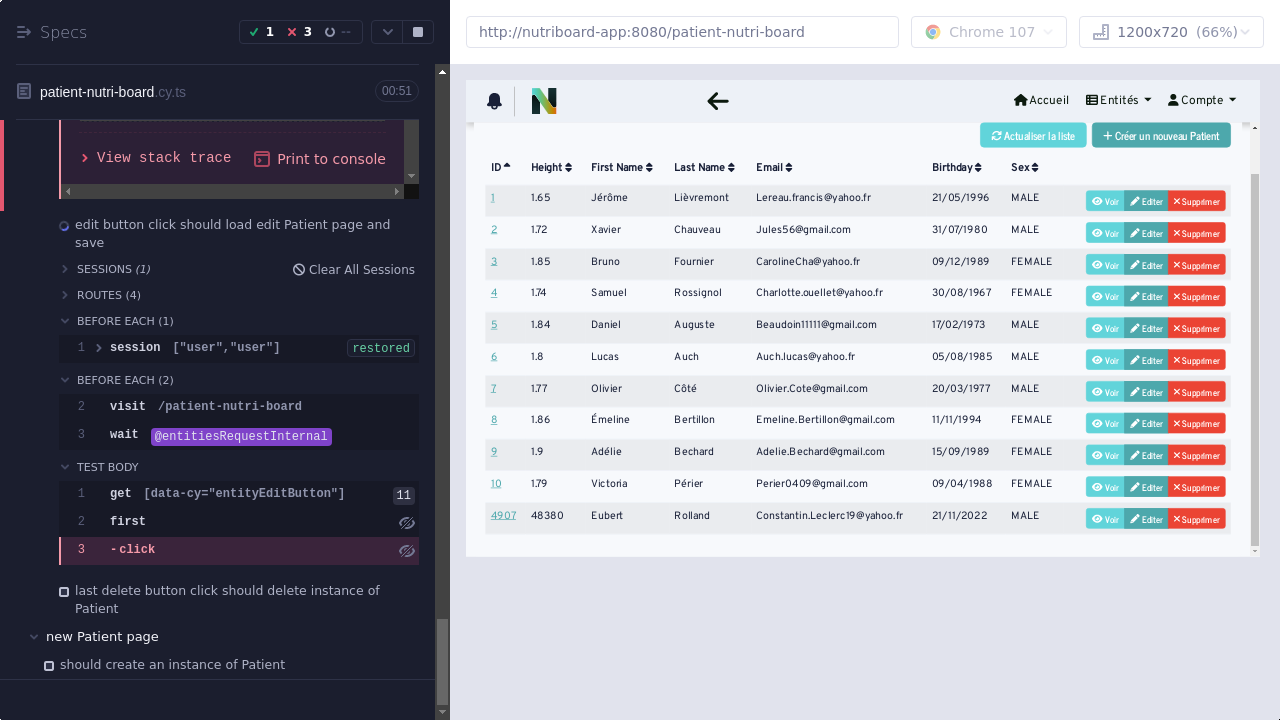 Specs
1
3
--
patient-nutri-board.cy.ts
00:51
View stack trace
Print to console
edit button click should load edit Patient page and
save
SESSIONS (1)
Clear All Sessions
ROUTES (4)
BEFORE EACH (1)
1 session ["user","user"] restored
BEFORE EACH (2)
2 visit /patient-nutri-board
3 wait @entitiesRequestInternal
TEST BODY
1 get [data-cy="entityEditButton"] 11
2 first
3 -click
last delete button click should delete instance of
Patient
new Patient page
should create an instance of Patient
http://nutriboard-app:8080/patient-nutri-board
Chrome 107
1200x720 (66%)
N
Accueil
Entités
Compte
Actualiser la liste
Créer un nouveau Patient
ID Height First Name Last Name Email Birthday Sex
1 1.65 Jérôme Lièvremont Lereau.francis@yahoo.fr 21/05/1996 MALE Voir Editer Supprimer
2 1.72 Xavier Chauveau Jules56@gmail.com 31/07/1980 MALE Voir Editer Supprimer
3 1.85 Bruno Fournier CarolineCha@yahoo.fr 09/12/1989 FEMALE Voir Editer Supprimer
4 1.74 Samuel Rossignol Charlotte.ouellet@yahoo.fr 30/08/1967 FEMALE Voir Editer Supprimer
5 1.84 Daniel Auguste Beaudoin11111@gmail.com 17/02/1973 MALE Voir Editer Supprimer
6 1.8 Lucas Auch Auch.lucas@yahoo.fr 05/08/1985 MALE Voir Editer Supprimer
7 1.77 Olivier Côté Olivier.Cote@gmail.com 20/03/1977 MALE Voir Editer Supprimer
8 1.86 Émeline Bertillon Emeline.Bertillon@gmail.com 11/11/1994 FEMALE Voir Editer Supprimer
9 1.9 Adélie Bechard Adelie.Bechard@gmail.com 15/09/1989 FEMALE Voir Editer Supprimer
10 1.79 Victoria Périer Perier0409@gmail.com 09/04/1988 FEMALE Voir Editer Supprimer
4907 48380 Eubert Rolland Constantin.Leclerc19@yahoo.fr 21/11/2022 MALE Voir Editer Supprimer